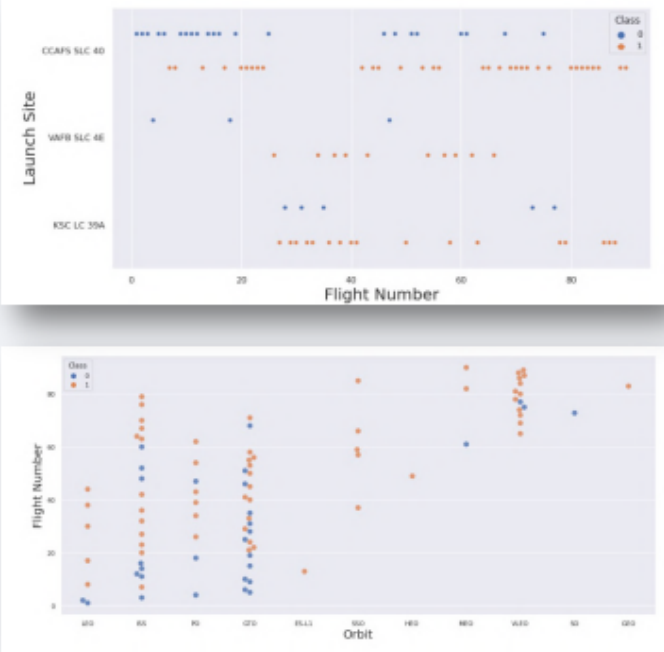 Class
0
1
CCAFS SLC 40
VAFB SLC 4E
KSC LC 39A
Launch Site
0 20 40 60 80
Flight Number
Class
0
1
80
60
40
20
0
Flight Number
LEO ISS PO GTO ES-L1 SSO HEO MEO VLEO SO GEO
Orbit